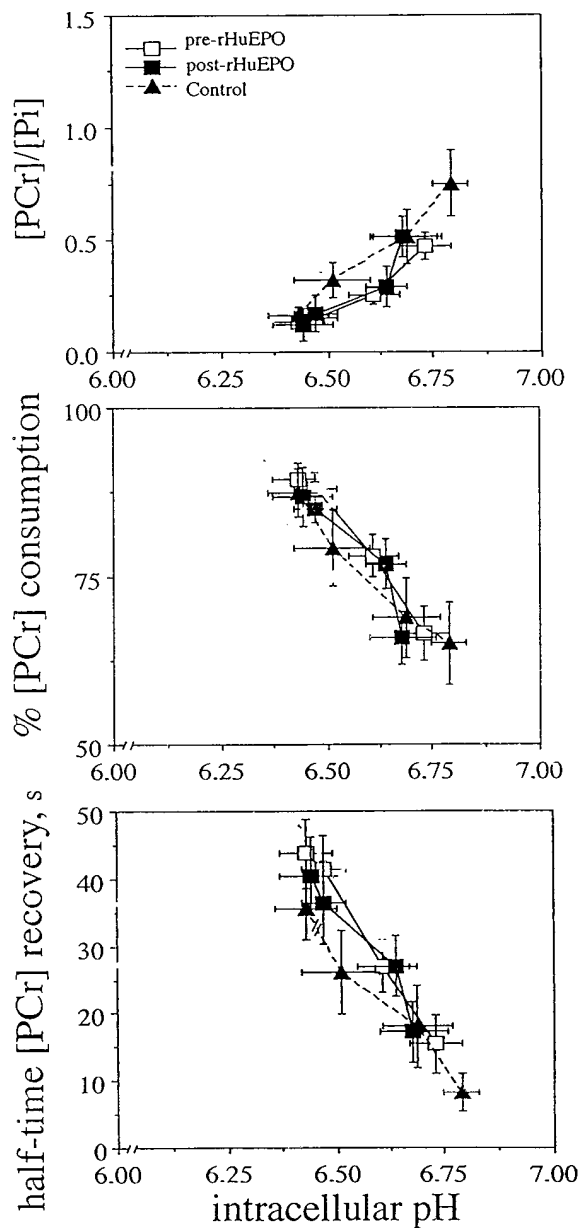 [PCr]/[Pi]
1.5
1.0
0.5
0.0
pre-rHuEPO
post-rHuEPO
Control
6.00 6.25 6.50 6.75 7.00
% [PCr] consumption
100
75
50
6.00 6.25 6.50 6.75 7.00
half-time [PCr] recovery, s
50
40
30
20
10
0
6.00 6.25 6.50 6.75 7.00
intracellular pH